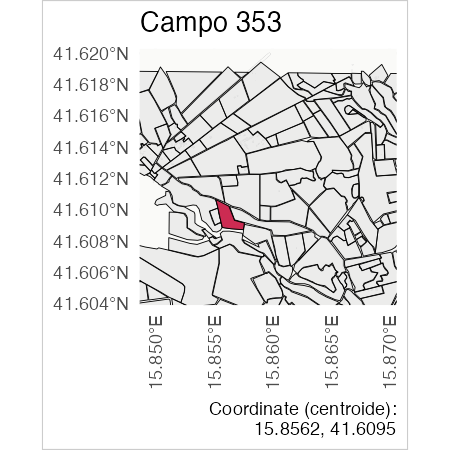 Campo 353
41.620°N
41.618°N
41.616°N
41.614°N
41.612°N
41.610°N
41.608°N
41.606°N
41.604°N
15.850°E
15.855°E
15.860°E
15.865°E
15.870°E
Coordinate (centroide):
15.8562, 41.6095